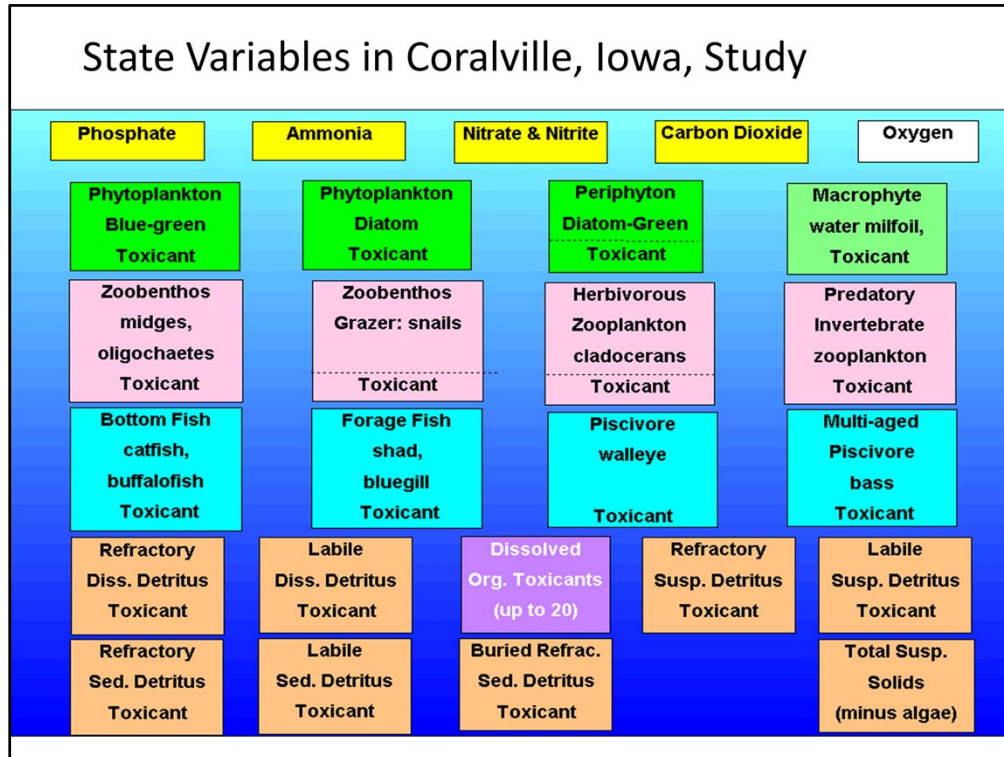 State Variables in Coralville, Iowa, Study
Phosphate
Ammonia
Nitrate & Nitrite
Carbon Dioxide
Oxygen
Phytoplankton
Blue-green
Toxicant
Phytoplankton
Diatom
Toxicant
Periphyton
Diatom-Green
Toxicant
Macrophyte
water milfoil,
Toxicant
Zoobenthos
midges,
oligochaetes
Toxicant
Zoobenthos
Grazer: snails
Toxicant
Herbivorous
Zooplankton
cladocerans
Toxicant
Predatory
Invertebrate
zooplankton
Toxicant
Bottom Fish
catfish,
buffalofish
Toxicant
Forage Fish
shad,
bluegill
Toxicant
Piscivore
walleye
Toxicant
Multi-aged
Piscivore
bass
Toxicant
Refractory
Diss. Detritus
Toxicant
Labile
Diss. Detritus
Toxicant
Dissolved
Org. Toxicants
(up to 20)
Refractory
Susp. Detritus
Toxicant
Labile
Susp. Detritus
Toxicant
Refractory
Sed. Detritus
Toxicant
Labile
Sed. Detritus
Toxicant
Buried Refrac.
Sed. Detritus
Toxicant
Total Susp.
Solids
(minus algae)